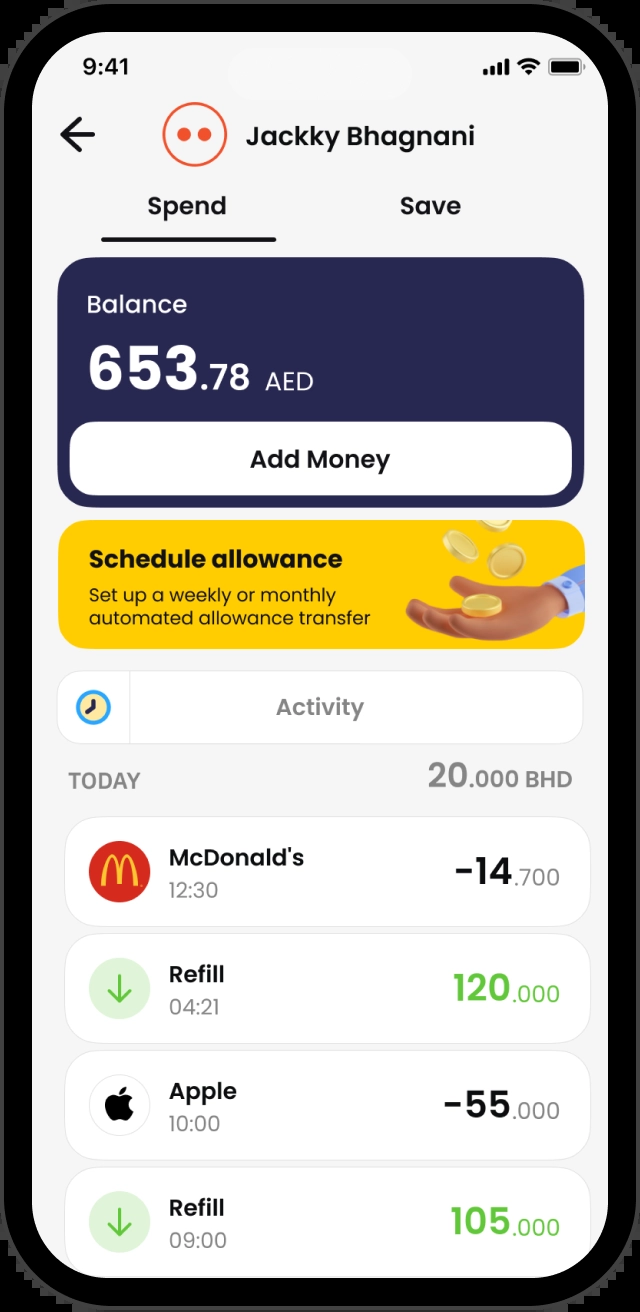 9:41
Jackky Bhagnani
Spend Save
Balance
653.78 AED
Add Money
Schedule allowance
Set up a weekly or monthly
automated allowance transfer
Activity
TODAY 20.000 BHD
McDonald's -14.700
12:30
Refill 120.000
04:21
Apple -55.000
10:00
Refill 105.000
09:00